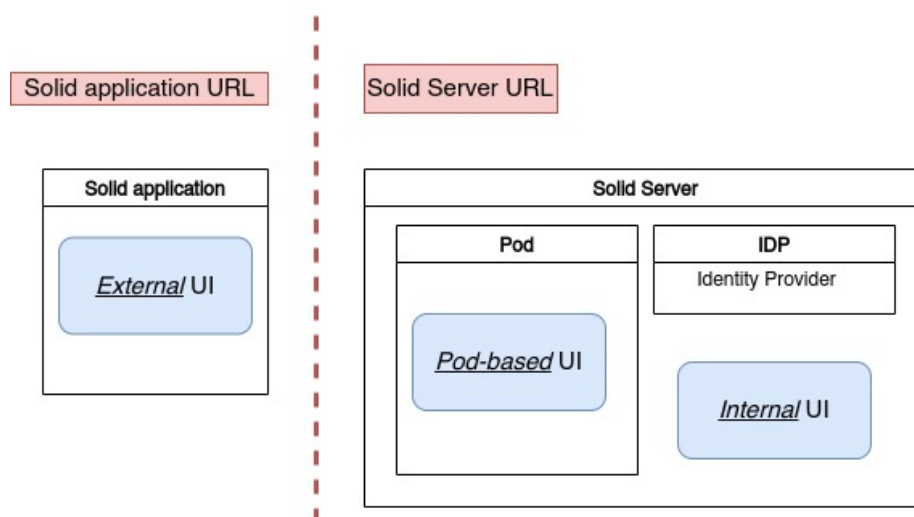 Solid application URL
Solid Server URL
Solid application
External UI
Solid Server
Pod
Pod-based UI
IDP
Identity Provider
Internal UI